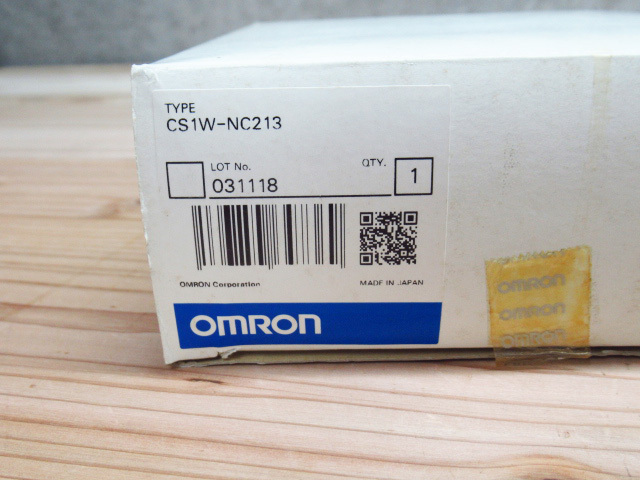 TYPE
CS1W-NC213
LOT No.
QTY.
031118
1
OMRON Corporation
MADE IN JAPAN
OMRON
OMRON
OMRON
OMRON